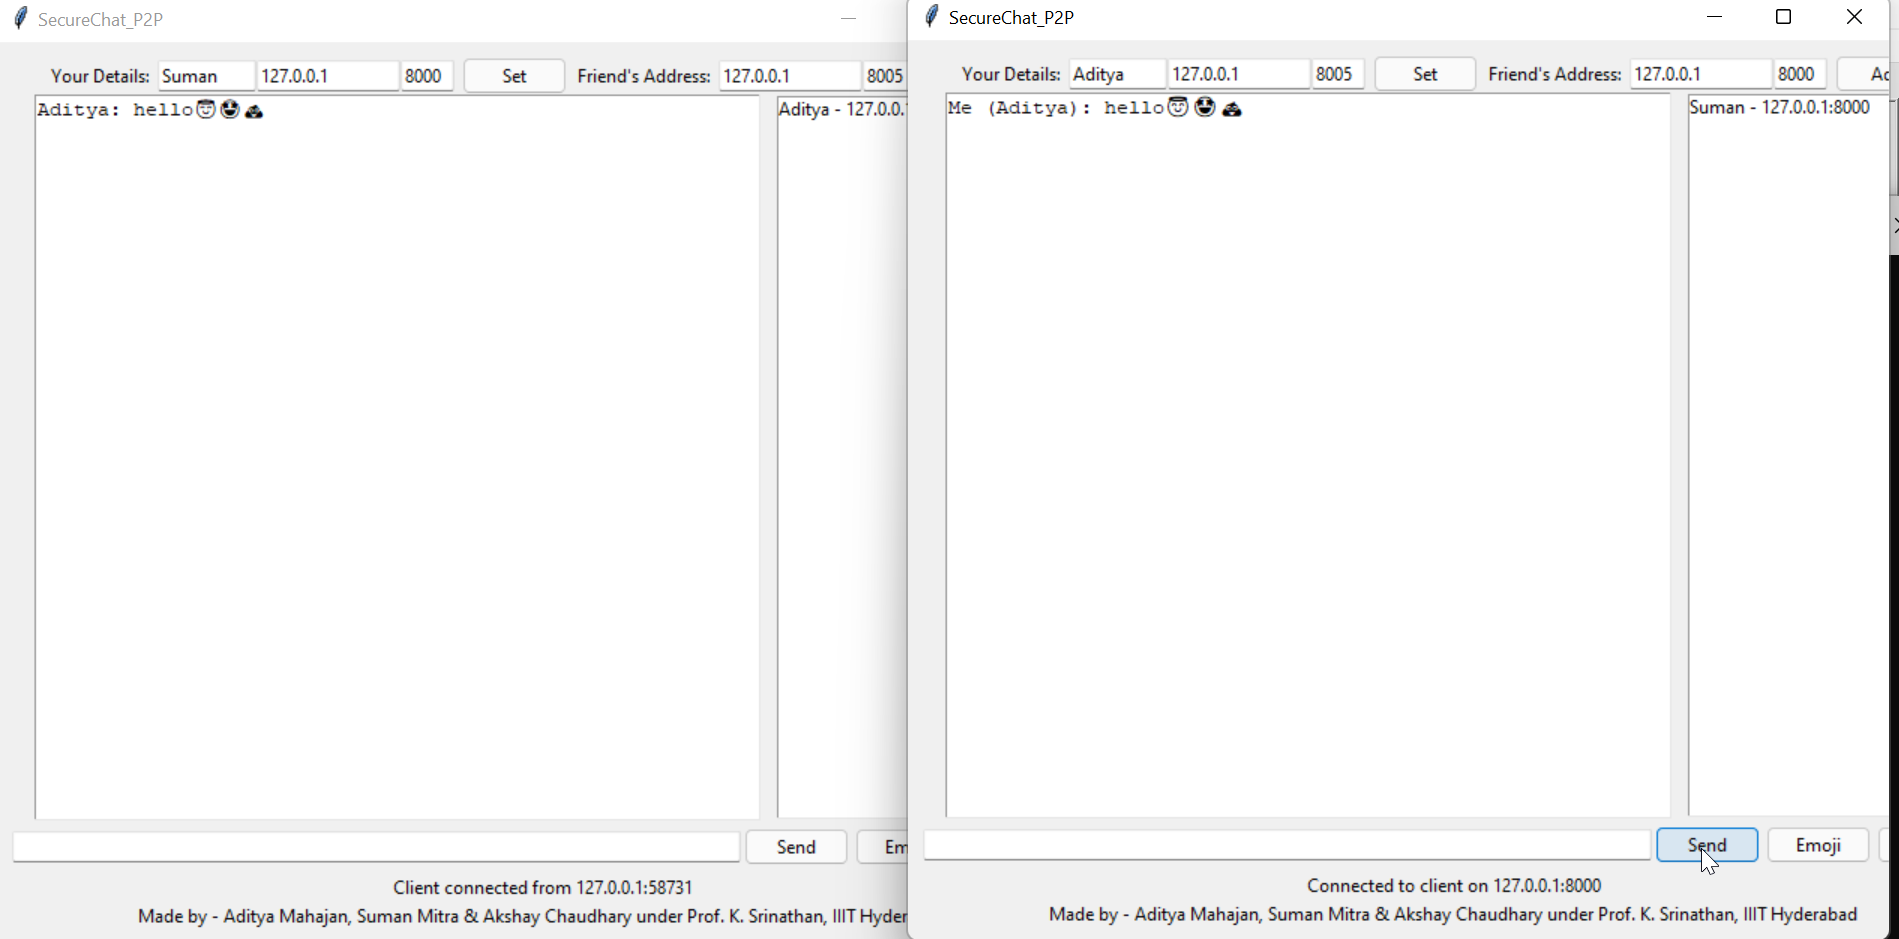 SecureChat_P2P
Your Details: Suman 127.0.0.1 8000 Set Friend's Address: 127.0.0.1 8005
Aditya: hello😇🤩💩
Aditya - 127.0.0.
Send Em
Client connected from 127.0.0.1:58731
Made by - Aditya Mahajan, Suman Mitra & Akshay Chaudhary under Prof. K. Srinathan, IIIT Hyder
SecureChat_P2P
Your Details: Aditya 127.0.0.1 8005 Set Friend's Address: 127.0.0.1 8000
Me (Aditya): hello😇🤩💩
Suman - 127.0.0.1:8000
Send Emoji
Connected to client on 127.0.0.1:8000
Made by - Aditya Mahajan, Suman Mitra & Akshay Chaudhary under Prof. K. Srinathan, IIIT Hyderabad